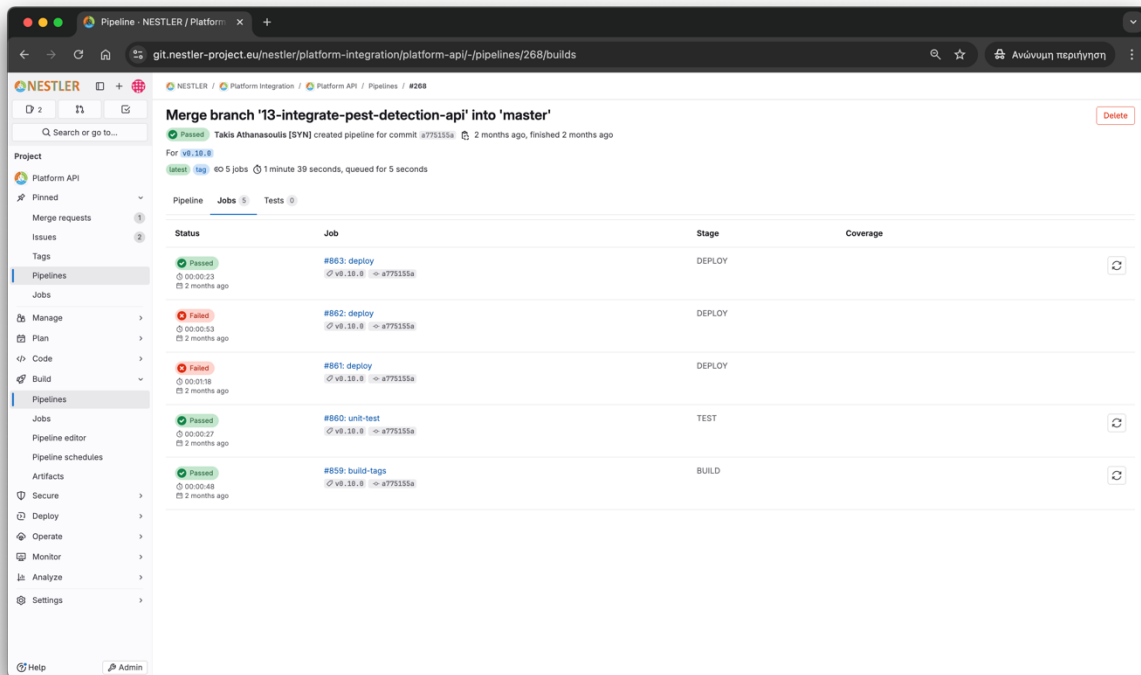 Pipeline · NESTLER / Platform
git.nestler-project.eu/nestler/platform-integration/platform-api/-/pipelines/268/builds
Ανώνυμη περιήγηση
NESTLER
2
Search or go to...
Project
Platform API
Pinned
Merge requests 1
Issues 2
Tags
Pipelines
Jobs
Manage
Plan
Code
Build
Pipelines
Jobs
Pipeline editor
Pipeline schedules
Artifacts
Secure
Deploy
Operate
Monitor
Analyze
Settings
Help
Admin
NESTLER / Platform Integration / Platform API / Pipelines / #268
Merge branch '13-integrate-pest-detection-api' into 'master'
Delete
Passed Takis Athanasoulis [SYN] created pipeline for commit a775155a 2 months ago, finished 2 months ago
For v0.10.0
latest tag 5 jobs 1 minute 39 seconds, queued for 5 seconds
Pipeline Jobs 5 Tests 0
Status Job Stage Coverage
Passed #863: deploy DEPLOY
00:00:23 v0.10.0 a775155a
2 months ago
Failed #862: deploy DEPLOY
00:00:53 v0.10.0 a775155a
2 months ago
Failed #861: deploy DEPLOY
00:01:18 v0.10.0 a775155a
2 months ago
Passed #860: unit-test TEST
00:00:27 v0.10.0 a775155a
2 months ago
Passed #859: build-tags BUILD
00:00:48 v0.10.0 a775155a
2 months ago